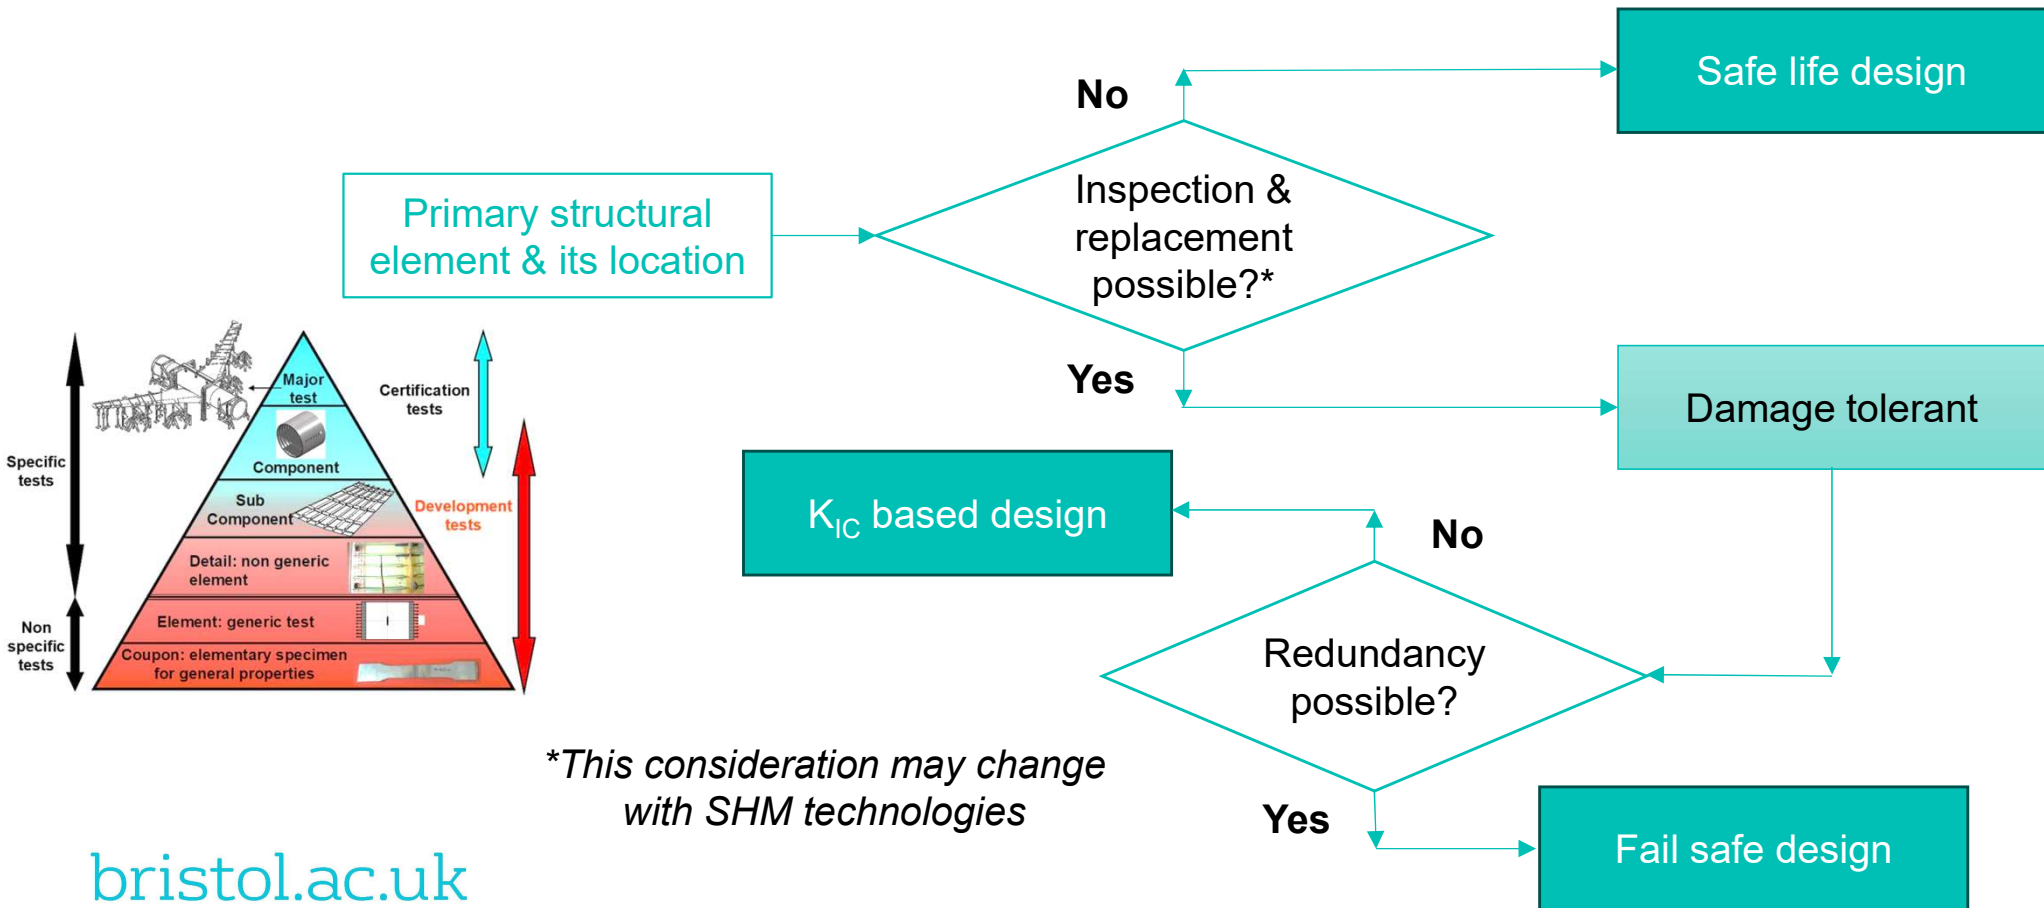 Safe life design
No
Inspection &
replacement
possible?*
Primary structural
element & its location
Yes
Damage tolerant
Major
test
Certification
tests
Component
Specific
tests
Sub
Component
Development
tests
Detail: non generic
element
Element: generic test
Non
specific
tests
Coupon: elementary specimen
for general properties
KIC based design
No
Redundancy
possible?
Yes
Fail safe design
*This consideration may change
with SHM technologies
bristol.ac.uk